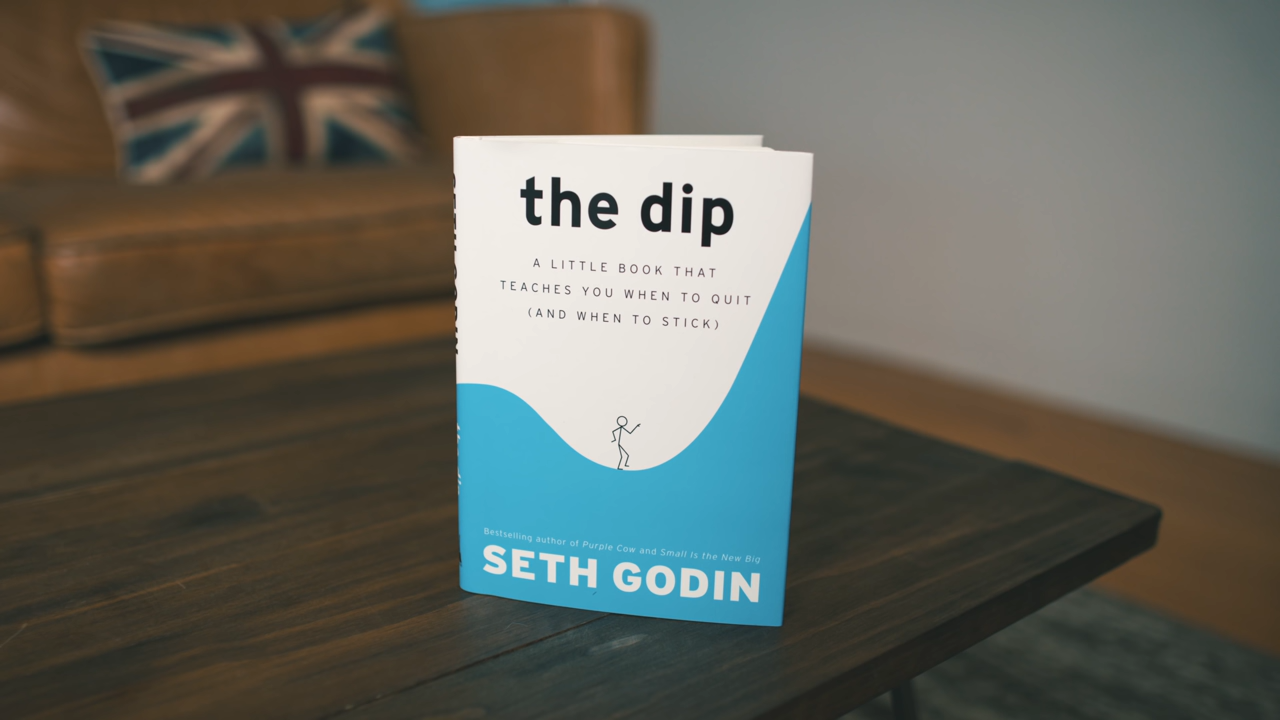 the dip
A LITTLE BOOK THAT
TEACHES YOU WHEN TO QUIT
(AND WHEN TO STICK)
Bestselling author of Purple Cow and Small Is the New Big
SETH GODIN